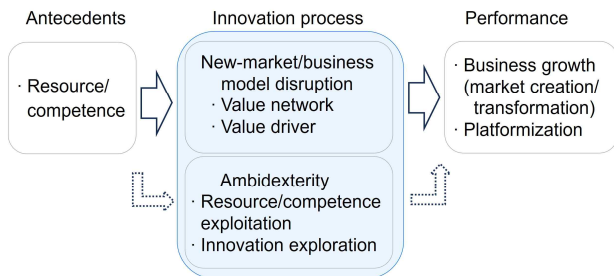 Antecedents
Innovation process
Performance
· Resource/
competence
New-market/business
model disruption
· Value network
· Value driver
Ambidexterity
· Resource/competence
exploitation
· Innovation exploration
· Business growth
(market creation/
transformation)
· Platformization